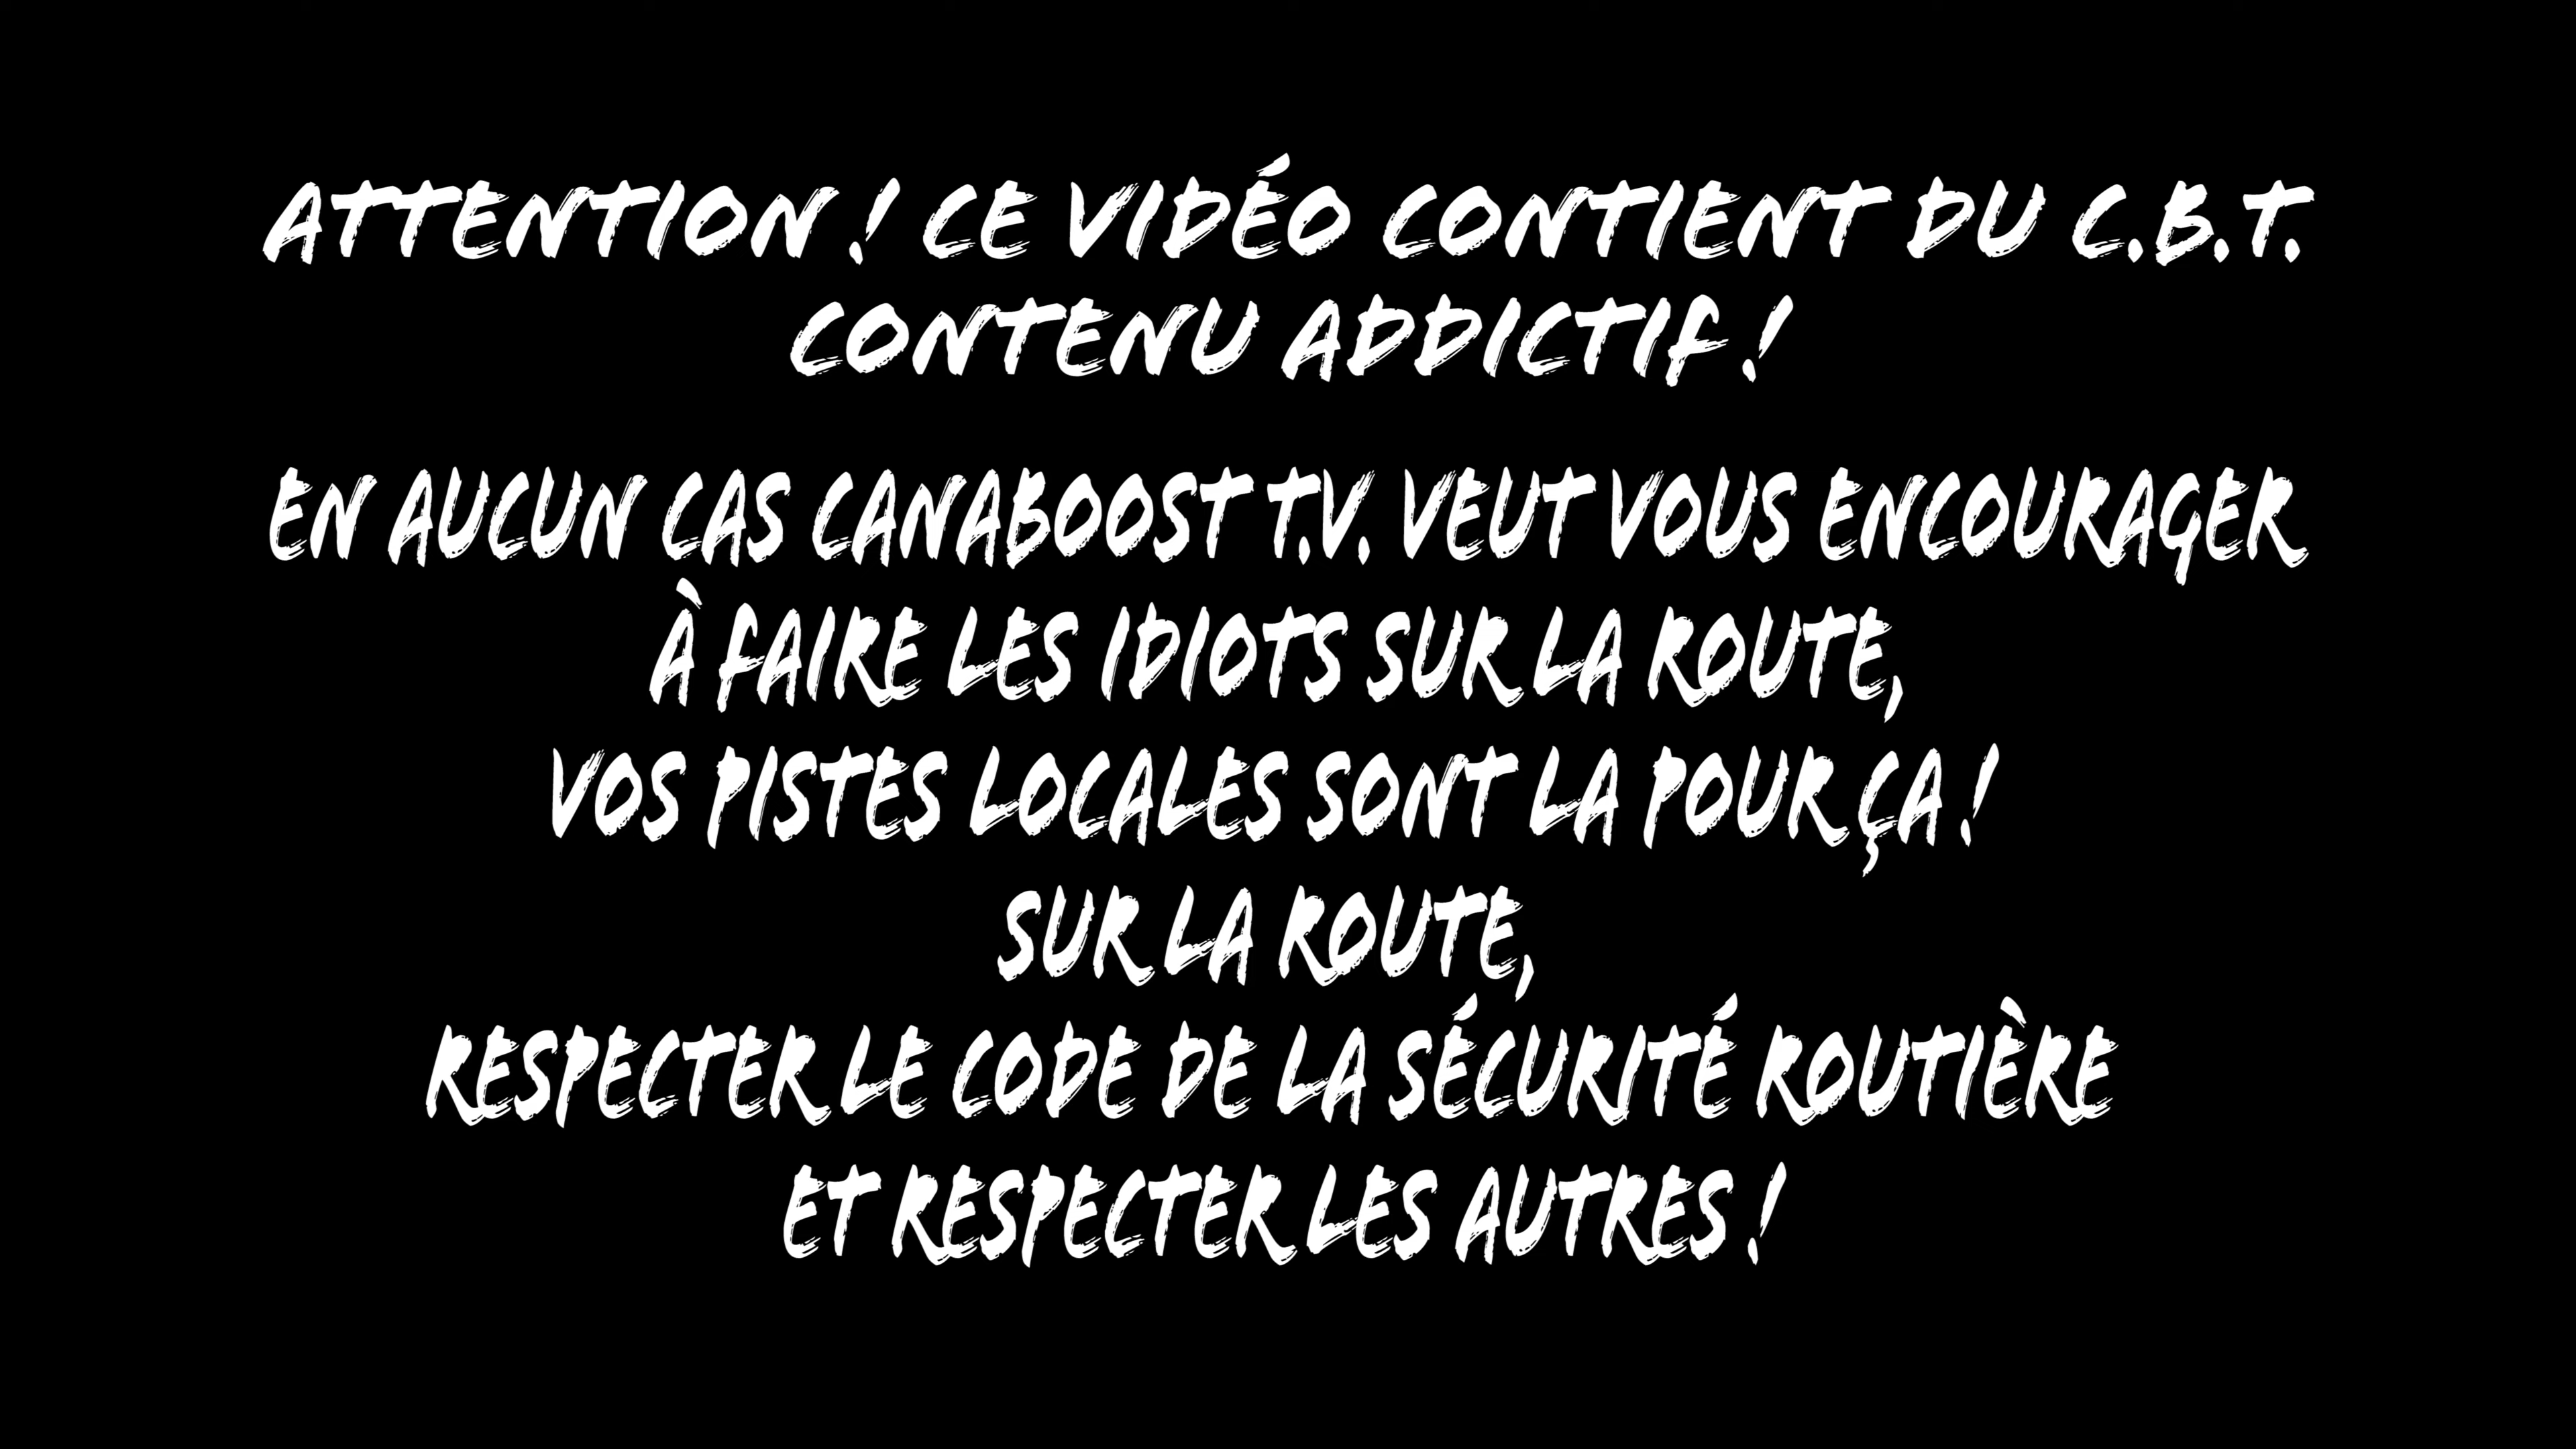 ATTENTION ! CE VIDÉO CONTIENT DU C.B.T.
CONTENU ADDICTIF !
EN AUCUN CAS CANABOOST T.V. VEUT VOUS ENCOURAGER
À FAIRE LES IDIOTS SUR LA ROUTE,
VOS PISTES LOCALES SONT LA POUR ÇA !
SUR LA ROUTE,
RESPECTER LE CODE DE LA SÉCURITÉ ROUTIÈRE
ET RESPECTER LES AUTRES !